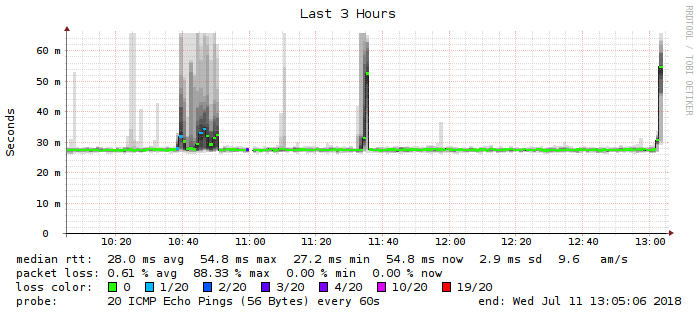 Last 3 Hours
RRDTOOL / TOBI OETIKER
Seconds
60 m
50 m
40 m
30 m
20 m
10 m
0
10:20 10:40 11:00 11:20 11:40 12:00 12:20 12:40 13:00
median rtt: 28.0 ms avg 54.8 ms max 27.2 ms min 54.8 ms now 2.9 ms sd 9.6 am/s
packet loss: 0.61 % avg 88.33 % max 0.00 % min 0.00 % now
loss color: 0 1/20 2/20 3/20 4/20 10/20 19/20
probe: 20 ICMP Echo Pings (56 Bytes) every 60s end: Wed Jul 11 13:05:06 2018